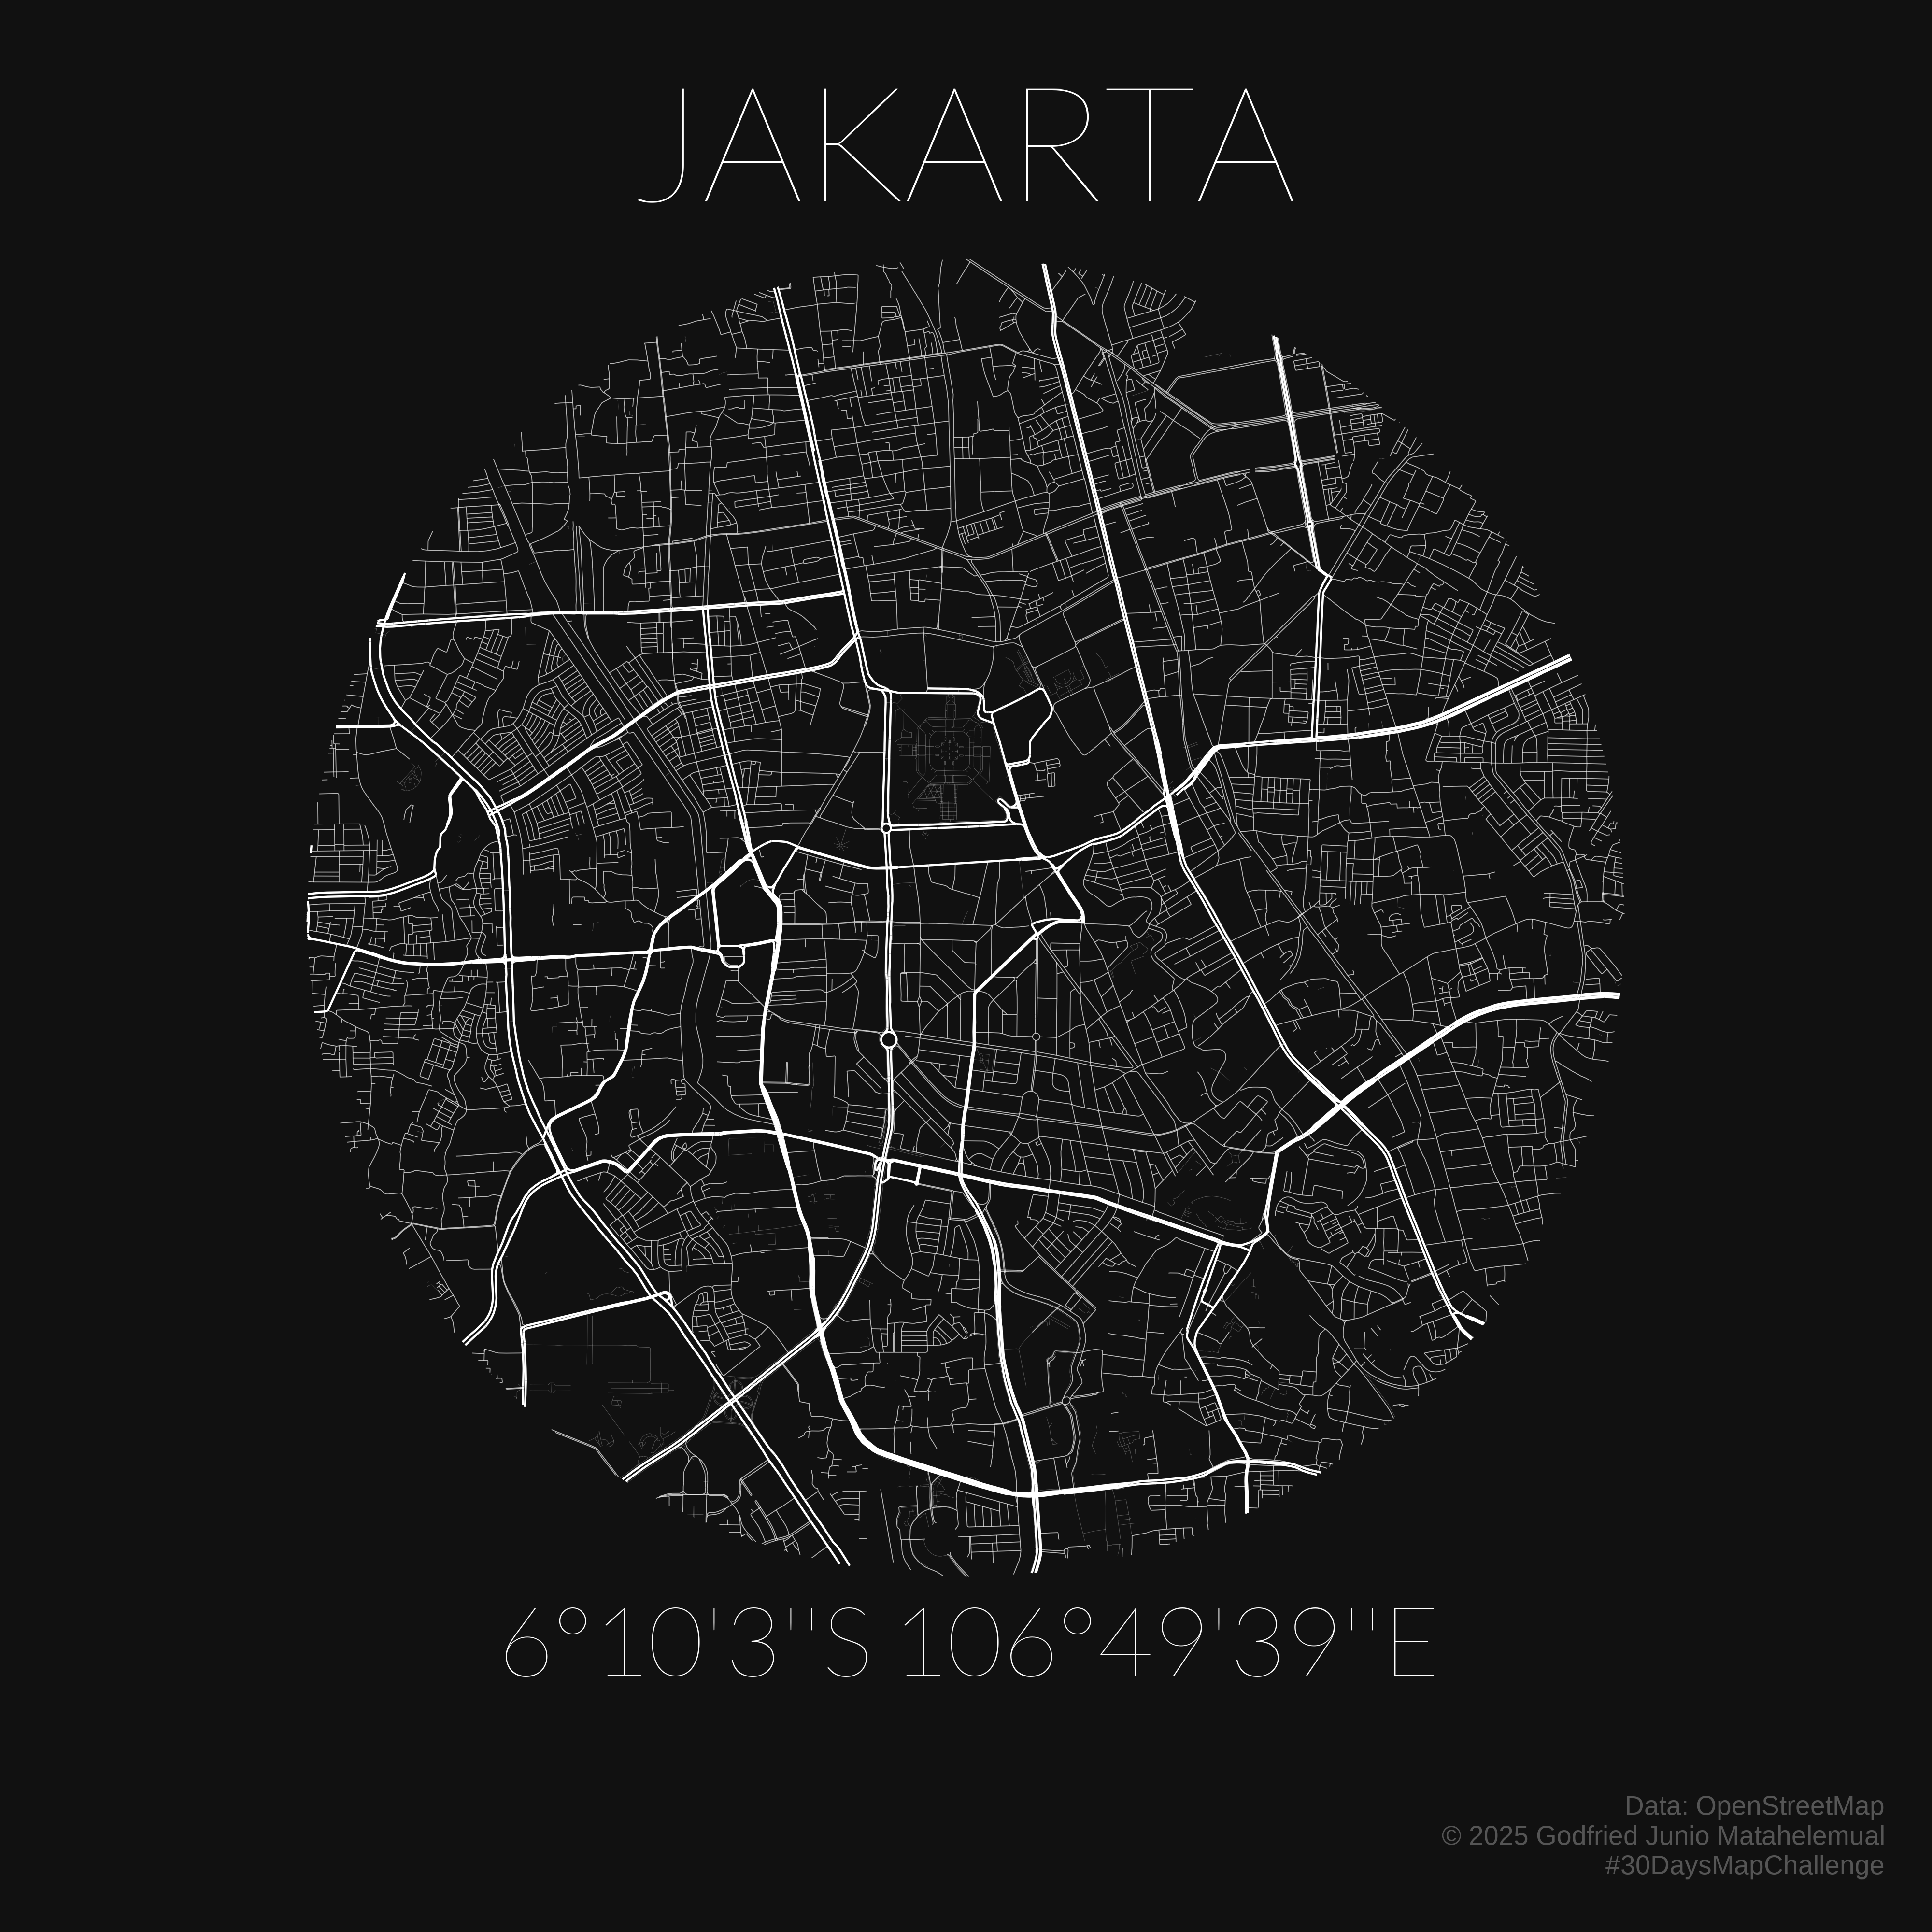 JAKARTA
6°10'3''S 106°49'39''E
Data: OpenStreetMap
© 2025 Godfried Junio Matahelemual
#30DaysMapChallenge